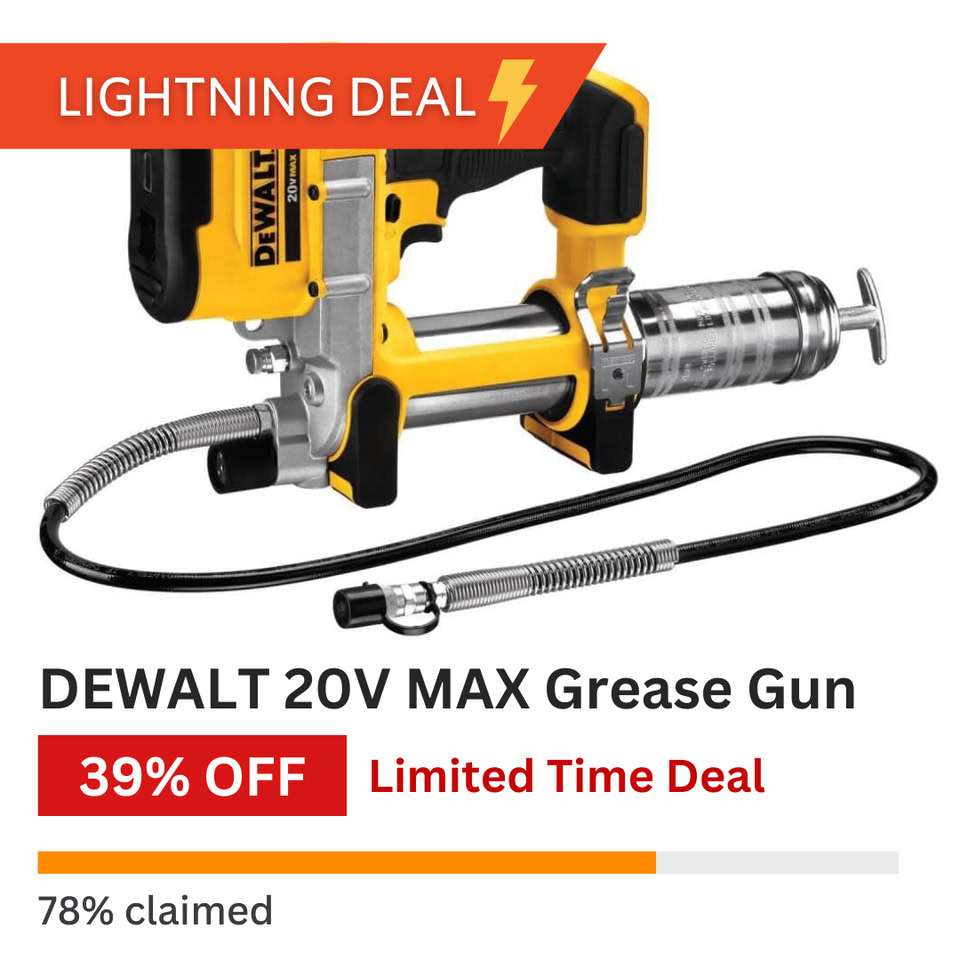 LIGHTNING DEAL
DEWALT
20V MAX
DEWALT 20V MAX Grease Gun
39% OFF
Limited Time Deal
78% claimed